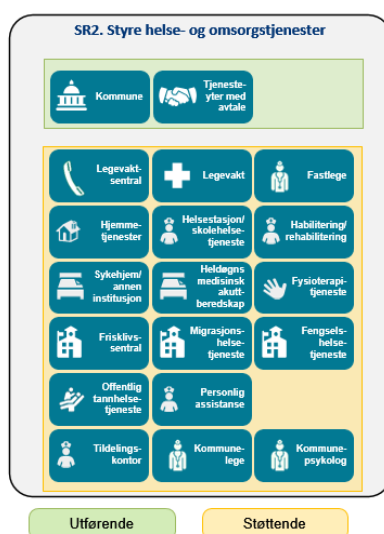 SR2. Styre helse- og omsorgstjenester
Kommune
Tjeneste-
yter med
avtale
Legevakt-
sentral
Legevakt
Fastlege
Hjemme-
tjenester
Helsestasjon/
skolehelse-
tjeneste
Habilitering/
rehabilitering
Sykehjem/
annen
institusjon
Heldøgns
medisinsk
akutt-
beredskap
Fysioterapi-
tjeneste
Frisklivs-
sentral
Migrasjons-
helse-
tjeneste
Fengsels-
helse-
tjeneste
Offentlig
tannhelse-
tjeneste
Personlig
assistanse
Tildelings-
kontor
Kommune-
lege
Kommune-
psykolog
Utførende
Støttende